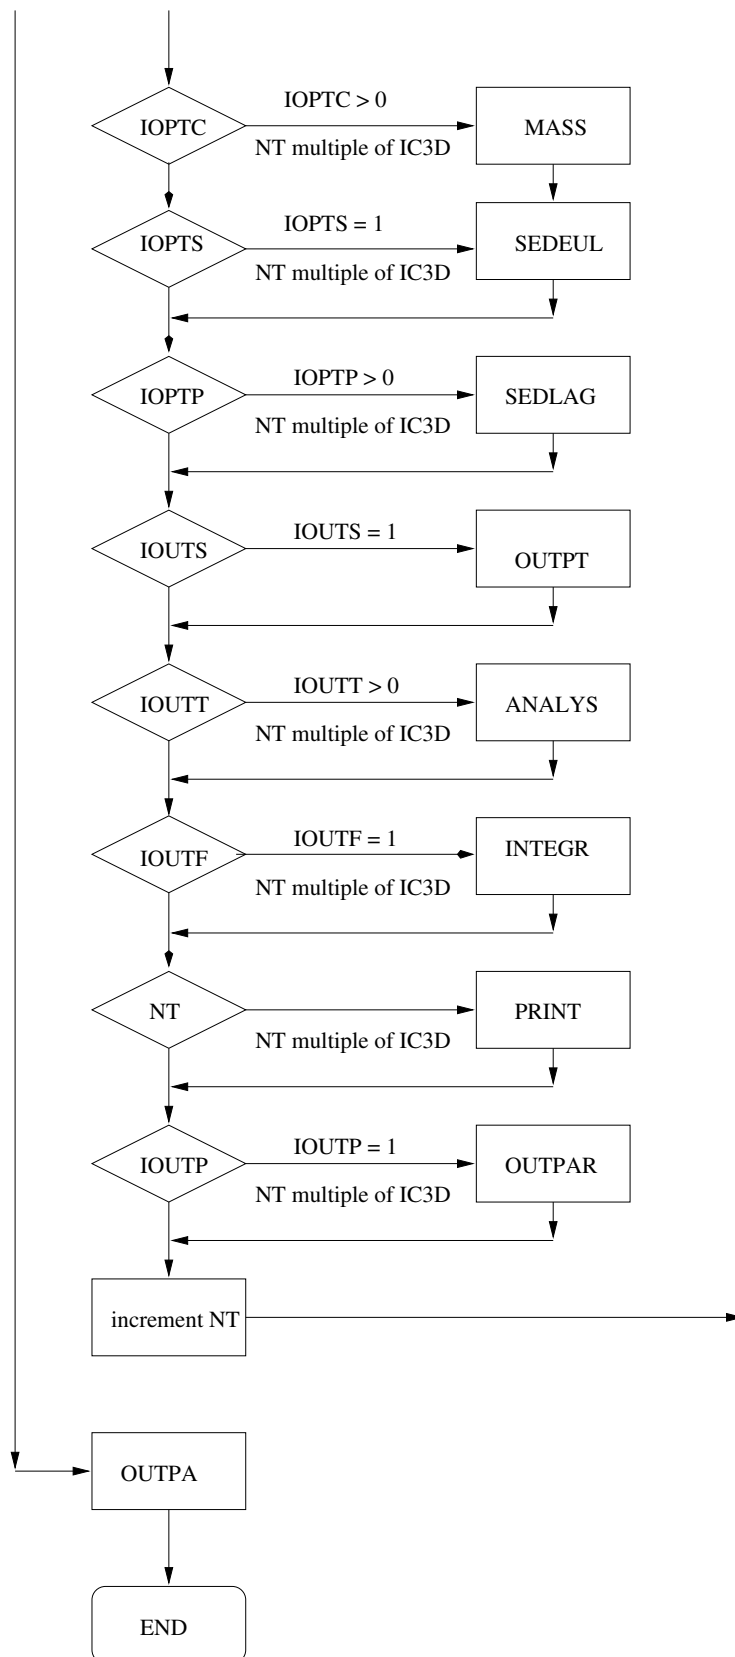 IOPTC > 0
IOPTC
MASS
NT multiple of IC3D
IOPTS = 1
IOPTS
SEDEUL
NT multiple of IC3D
IOPTP > 0
IOPTP
SEDLAG
NT multiple of IC3D
IOUTS = 1
IOUTS
OUTPT
IOUTT > 0
IOUTT
ANALYS
NT multiple of IC3D
IOUTF = 1
IOUTF
INTEGR
NT multiple of IC3D
NT
PRINT
NT multiple of IC3D
IOUTP = 1
IOUTP
OUTPAR
NT multiple of IC3D
increment NT
OUTPA
END